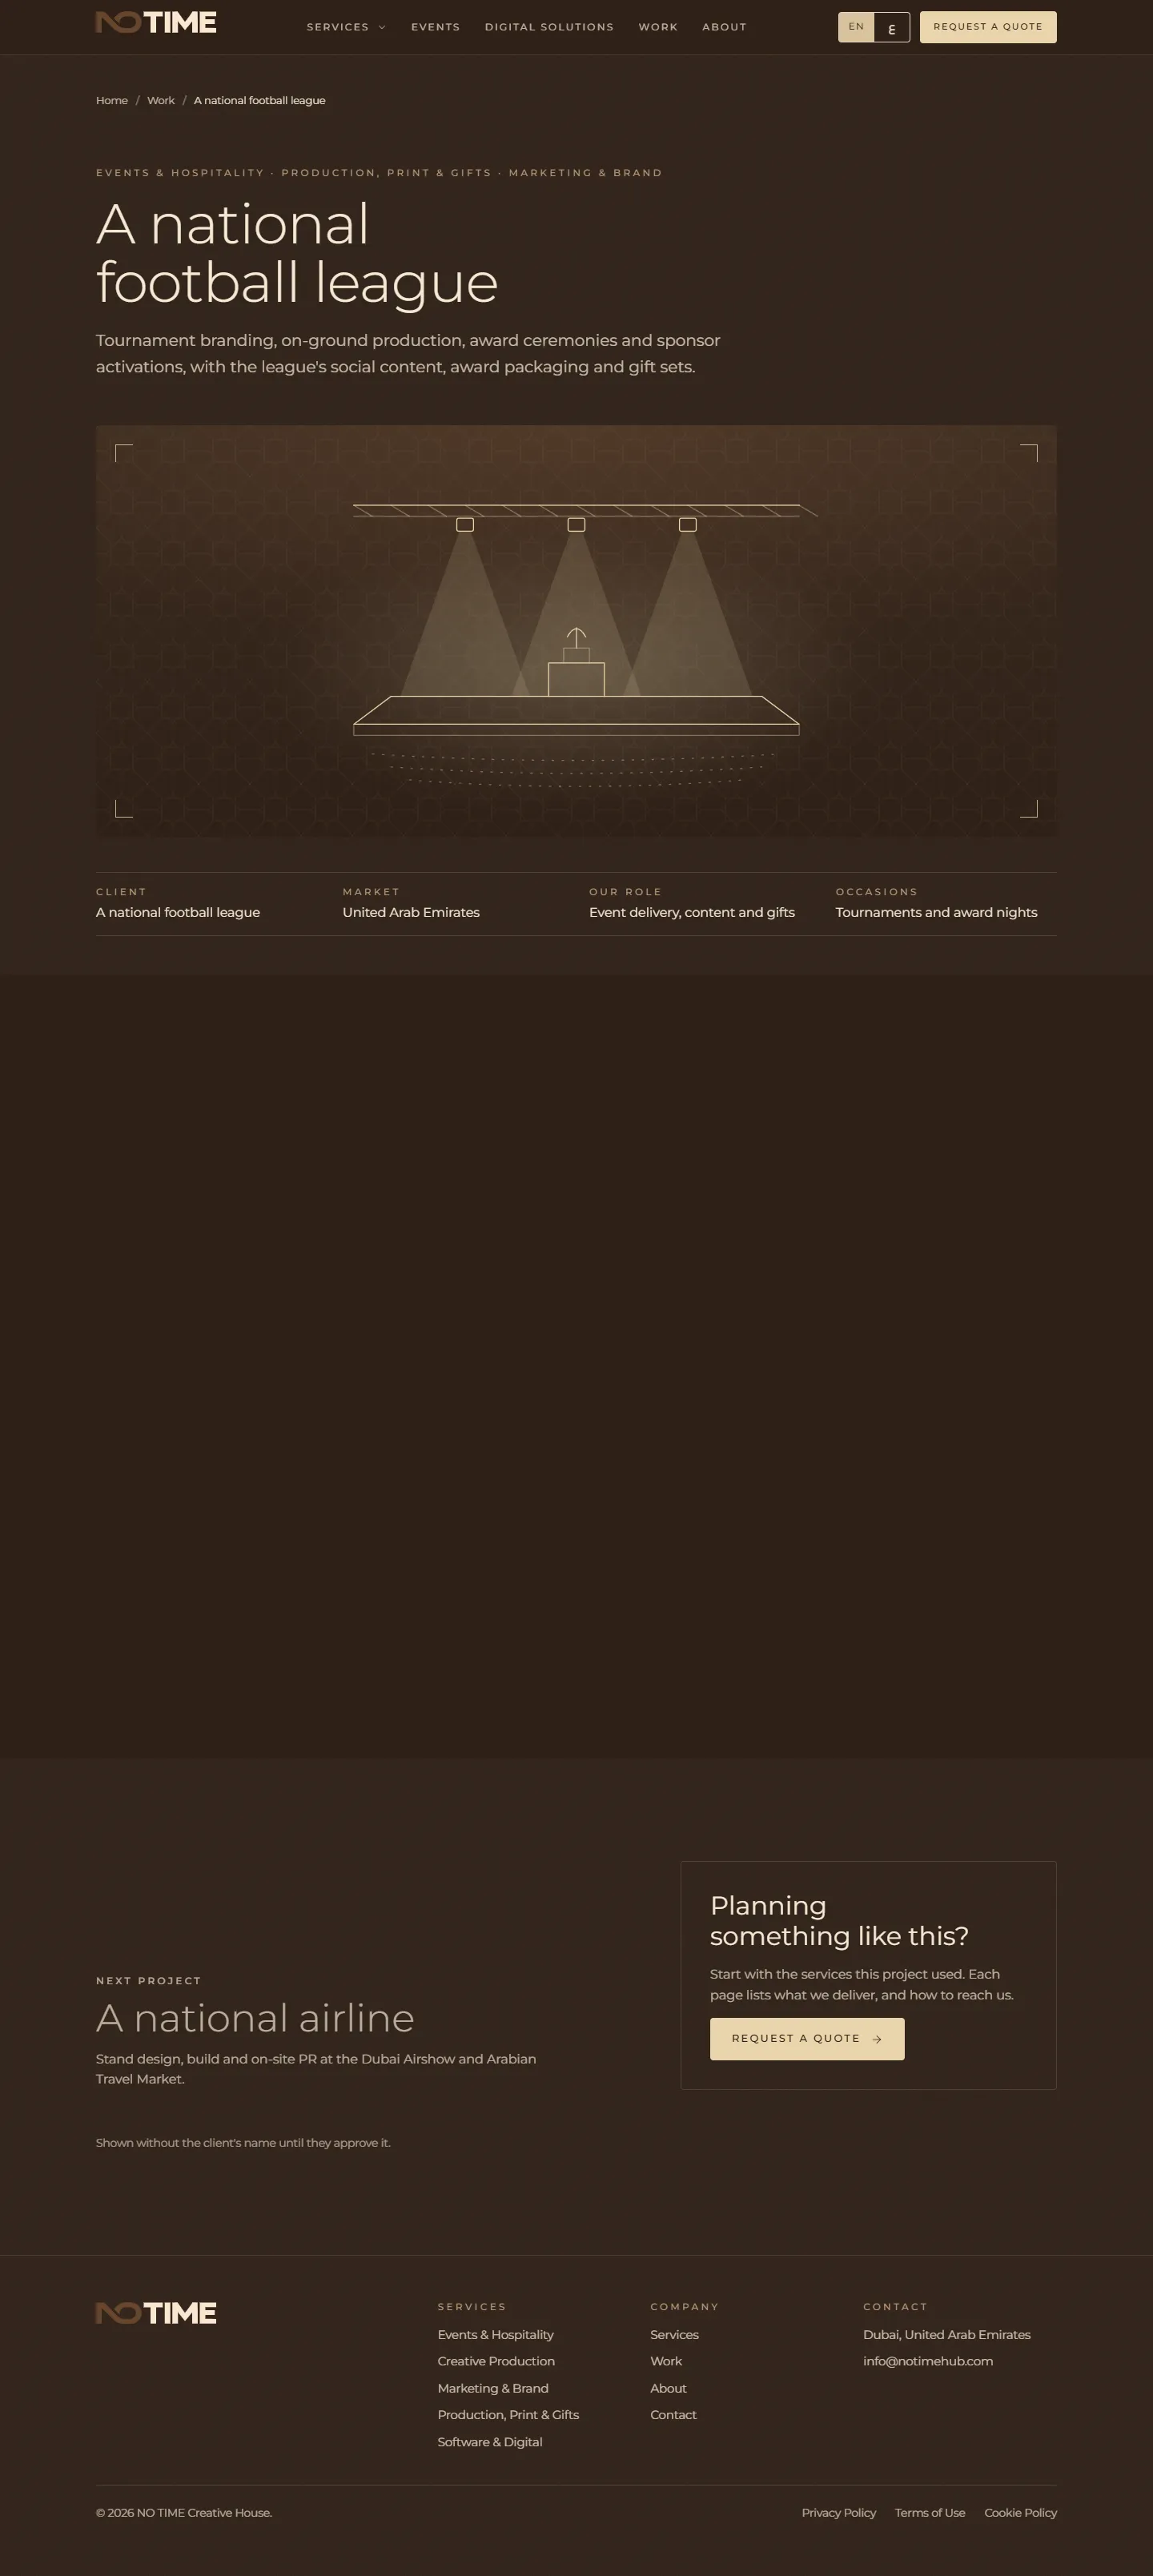 NO TIME
SERVICES EVENTS DIGITAL SOLUTIONS WORK ABOUT
EN ع REQUEST A QUOTE
Home / Work / A national football league
EVENTS & HOSPITALITY · PRODUCTION, PRINT & GIFTS · MARKETING & BRAND
A national
football league
Tournament branding, on-ground production, award ceremonies and sponsor
activations, with the league's social content, award packaging and gift sets.
CLIENT
A national football league
MARKET
United Arab Emirates
OUR ROLE
Event delivery, content and gifts
OCCASIONS
Tournaments and award nights
NEXT PROJECT
A national airline
Stand design, build and on-site PR at the Dubai Airshow and Arabian
Travel Market.
Shown without the client's name until they approve it.
Planning
something like this?
Start with the services this project used. Each
page lists what we deliver, and how to reach us.
REQUEST A QUOTE
NO TIME
SERVICES
Events & Hospitality
Creative Production
Marketing & Brand
Production, Print & Gifts
Software & Digital
COMPANY
Services
Work
About
Contact
CONTACT
Dubai, United Arab Emirates
info@notimehub.com
© 2026 NO TIME Creative House.
Privacy Policy Terms of Use Cookie Policy